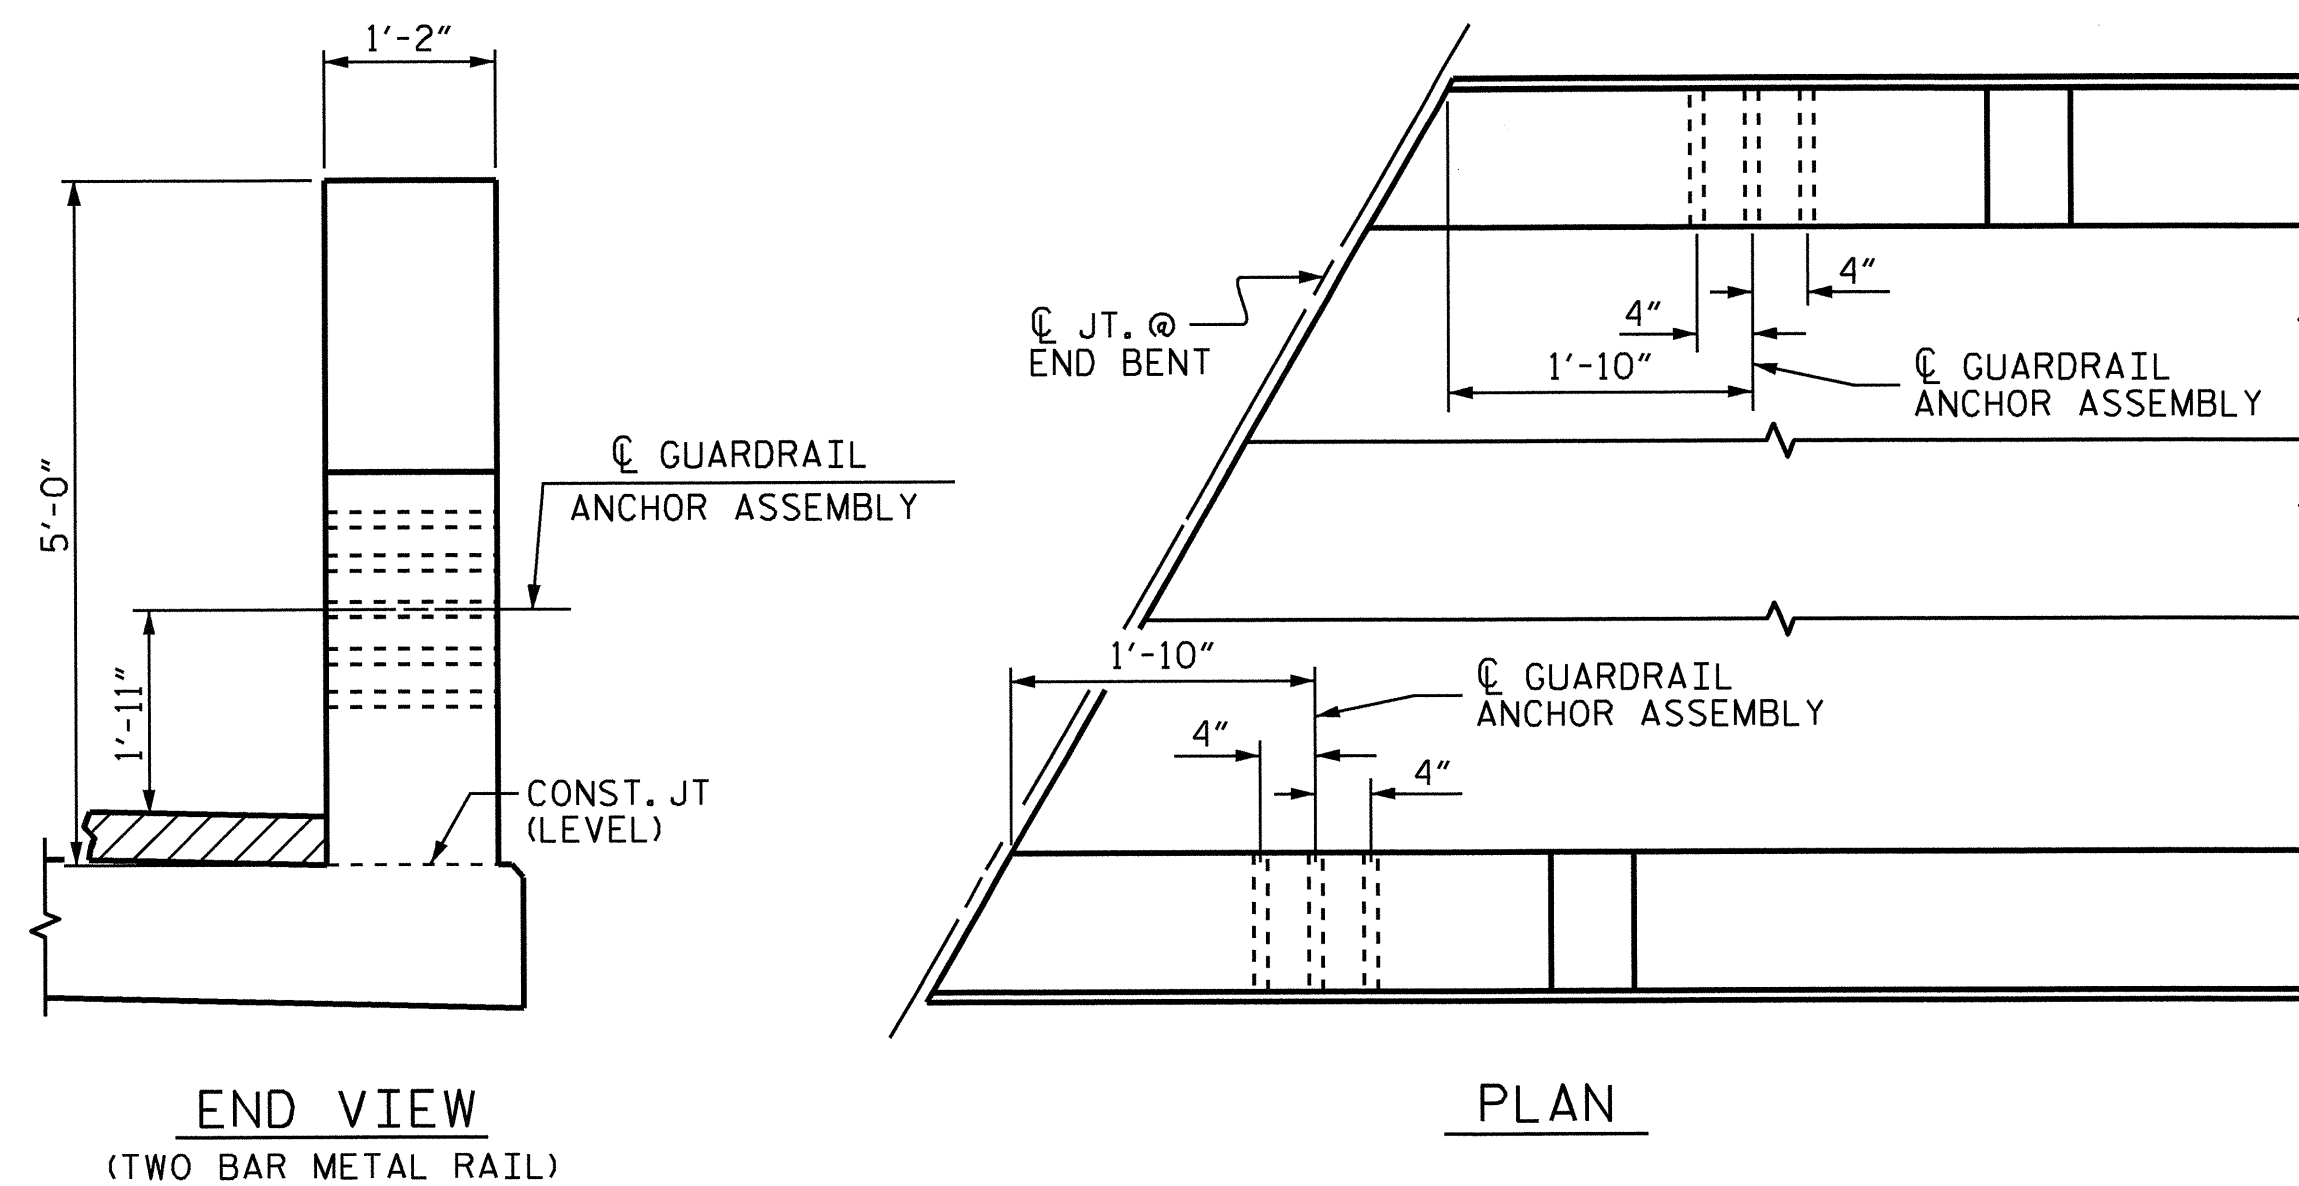 1'-2"
5'-0"
℄ GUARDRAIL
ANCHOR ASSEMBLY
1'-11"
CONST. JT
(LEVEL)
END VIEW
(TWO BAR METAL RAIL)
℄ JT. @
END BENT
4"
4"
1'-10"
℄ GUARDRAIL
ANCHOR ASSEMBLY
1'-10"
℄ GUARDRAIL
ANCHOR ASSEMBLY
4"
4"
PLAN